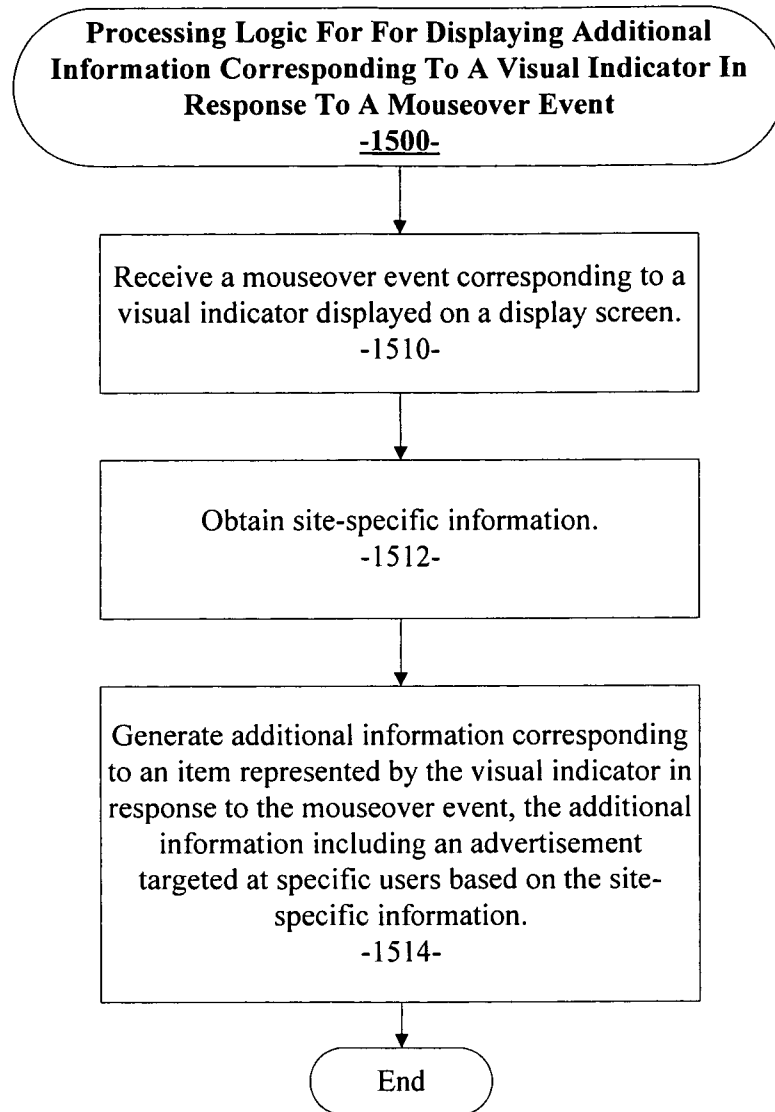 Processing Logic For For Displaying Additional
Information Corresponding To A Visual Indicator In
Response To A Mouseover Event
-1500-
Receive a mouseover event corresponding to a
visual indicator displayed on a display screen.
-1510-
Obtain site-specific information.
-1512-
Generate additional information corresponding
to an item represented by the visual indicator in
response to the mouseover event, the additional
information including an advertisement
targeted at specific users based on the site-
specific information.
-1514-
End